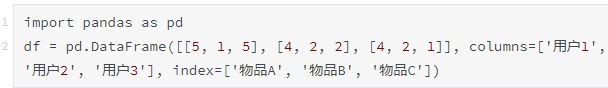 1 import pandas as pd
2 df = pd.DataFrame([[5, 1, 5], [4, 2, 2], [4, 2, 1]], columns=['用户1',
'用户2', '用户3'], index=['物品A', '物品B', '物品C'])